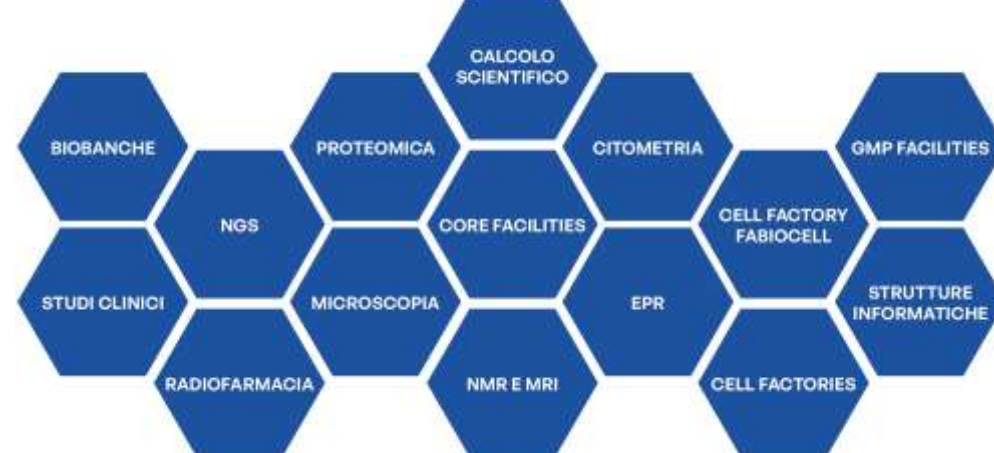 CALCOLO
SCIENTIFICO
BIOBANCHE
PROTEOMICA
CITOMETRIA
GMP FACILITIES
NGS
CORE FACILITIES
CELL FACTORY
FABIOCELL
STUDI CLINICI
MICROSCOPIA
EPR
STRUTTURE
INFORMATICHE
RADIOFARMACIA
NMR E MRI
CELL FACTORIES